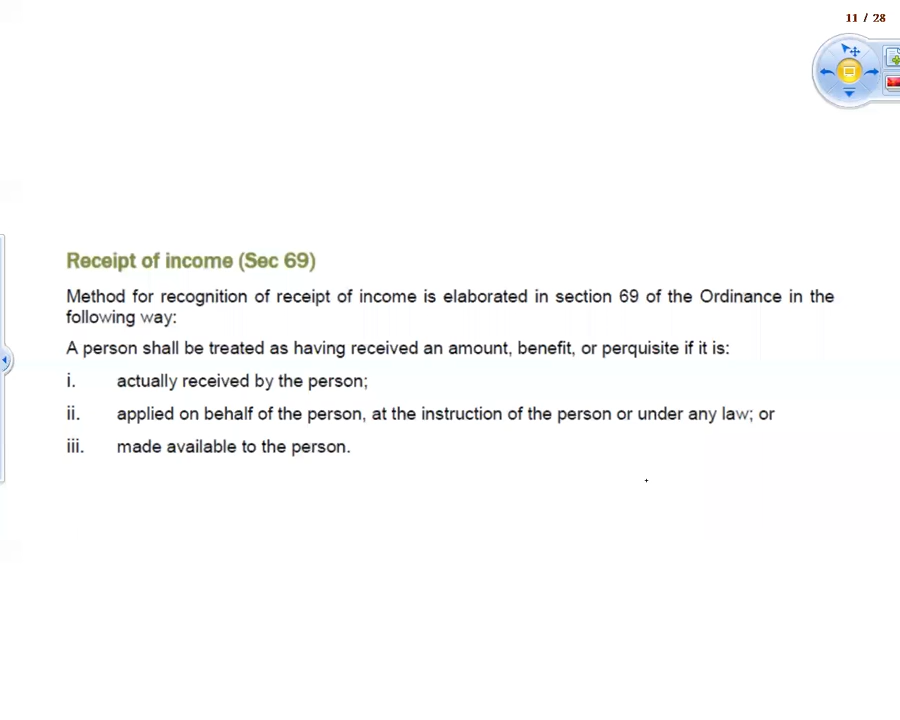 11 / 28
Receipt of income (Sec 69)
Method for recognition of receipt of income is elaborated in section 69 of the Ordinance in the
following way:
A person shall be treated as having received an amount, benefit, or perquisite if it is:
i. actually received by the person;
ii. applied on behalf of the person, at the instruction of the person or under any law; or
iii. made available to the person.